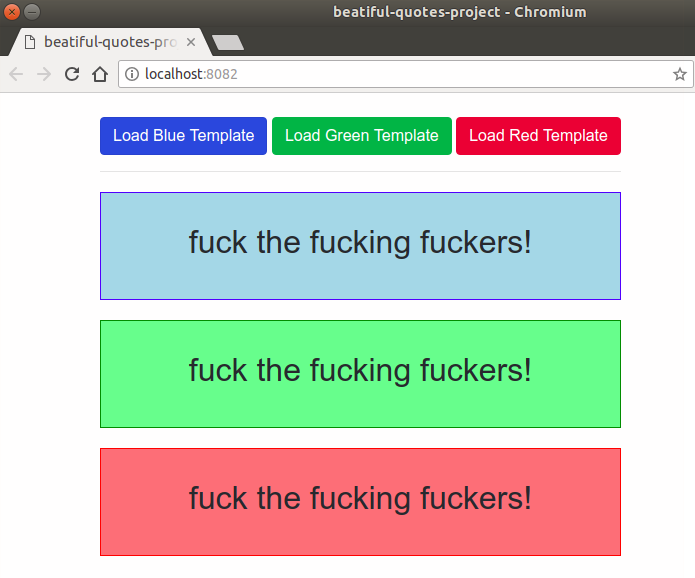 beatiful-quotes-project - Chromium
beatiful-quotes-pro
localhost:8082
Load Blue Template Load Green Template Load Red Template
fuck the fucking fuckers!
fuck the fucking fuckers!
fuck the fucking fuckers!